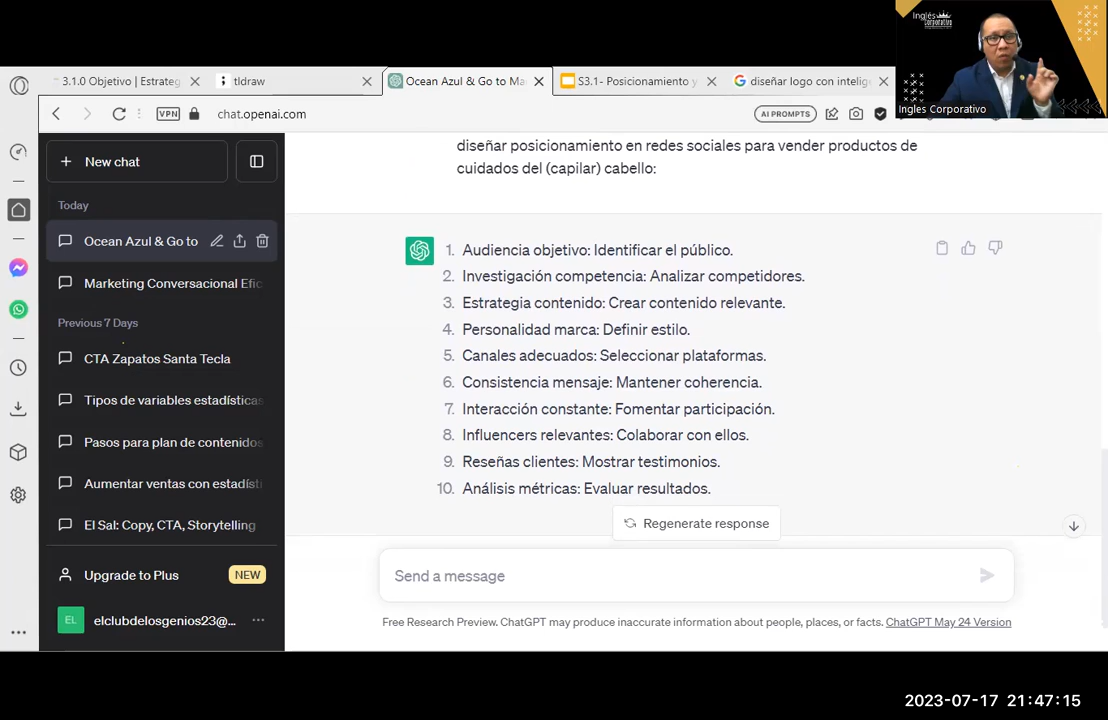 Inglés
Corporativo
Ingles Corporativo
3.1.0 Objetivo | Estrateg
tldraw
Ocean Azul & Go to Ma
S3.1- Posicionamiento y
diseñar logo con intelig
VPN
chat.openai.com
AI PROMPTS
New chat
Today
Ocean Azul & Go to
Marketing Conversacional Efic
Previous 7 Days
CTA Zapatos Santa Tecla
Tipos de variables estadísticas
Pasos para plan de contenidos
Aumentar ventas con estadísti
El Sal: Copy, CTA, Storytelling
Upgrade to Plus
NEW
EL
elclubdelosgenios23@...
diseñar posicionamiento en redes sociales para vender productos de
cuidados del (capilar) cabello:
1. Audiencia objetivo: Identificar el público.
2. Investigación competencia: Analizar competidores.
3. Estrategia contenido: Crear contenido relevante.
4. Personalidad marca: Definir estilo.
5. Canales adecuados: Seleccionar plataformas.
6. Consistencia mensaje: Mantener coherencia.
7. Interacción constante: Fomentar participación.
8. Influencers relevantes: Colaborar con ellos.
9. Reseñas clientes: Mostrar testimonios.
10. Análisis métricas: Evaluar resultados.
Regenerate response
Send a message
Free Research Preview. ChatGPT may produce inaccurate information about people, places, or facts. ChatGPT May 24 Version
2023-07-17 21:47:15